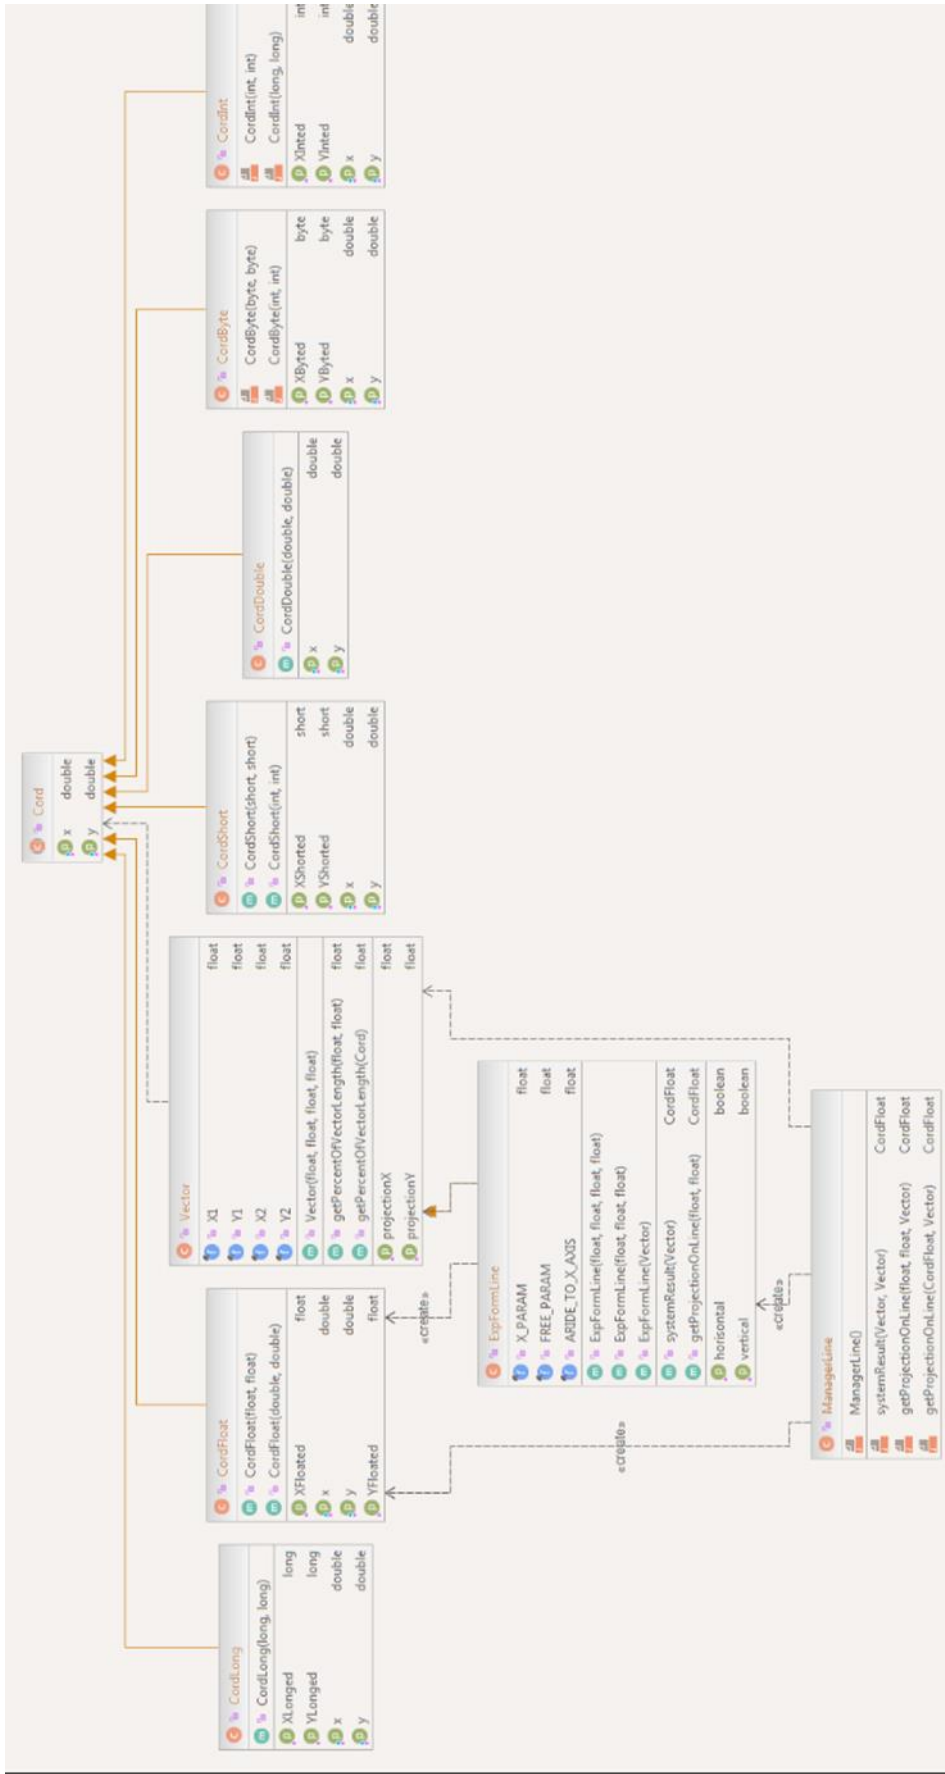 Cord
x double
y double
CordLong
CordLong(long, long)
XLonged long
YLonged long
x double
y double
CordFloat
CordFloat(float, float)
CordFloat(double, double)
XFloated float
x double
y double
YFloated float
Vector
X1 float
Y1 float
X2 float
Y2 float
Vector(float, float, float, float)
getPercentOfVectorLength(float, float) float
getPercentOfVectorLength(Cord) float
projectionX float
projectionY float
CordShort
CordShort(short, short)
CordShort(int, int)
XShorted short
YShorted short
x double
y double
CordDouble
CordDouble(double, double)
x double
y double
CordByte
CordByte(byte, byte)
CordByte(int, int)
XByted byte
YByted byte
x double
y double
CordInt
CordInt(int, int)
CordInt(long, long)
XInted int
YInted int
x double
y double
«create»
ExpFormLine
X_PARAM float
FREE_PARAM float
ARIDE_TO_X_AXIS float
ExpFormLine(float, float, float, float)
ExpFormLine(float, float, float)
ExpFormLine(Vector)
systemResult(Vector) CordFloat
getProjectionOnLine(float, float) CordFloat
horisontal boolean
vertical boolean
«create»
«create»
ManagerLine
ManagerLine()
systemResult(Vector, Vector) CordFloat
getProjectionOnLine(float, float, Vector) CordFloat
getProjectionOnLine(CordFloat, Vector) CordFloat